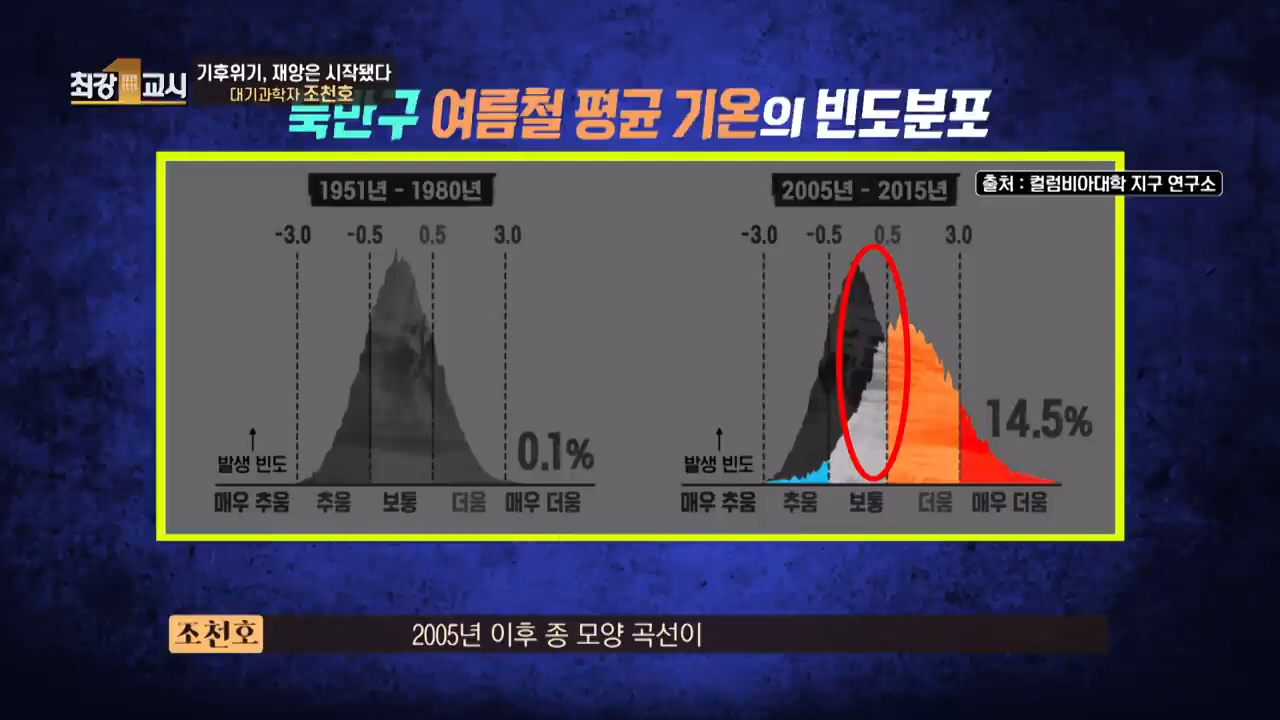 최강1교시
기후위기, 재앙은 시작됐다
대기과학자 조천호
북반구 여름철 평균 기온의 빈도분포
출처 : 컬럼비아대학 지구 연구소
1951년 - 1980년
-3.0 -0.5 0.5 3.0
0.1%
발생 빈도
매우 추움 추움 보통 더움 매우 더움
2005년 - 2015년
-3.0 -0.5 0.5 3.0
14.5%
발생 빈도
매우 추움 추움 보통 더움 매우 더움
조천호 2005년 이후 종 모양 곡선이